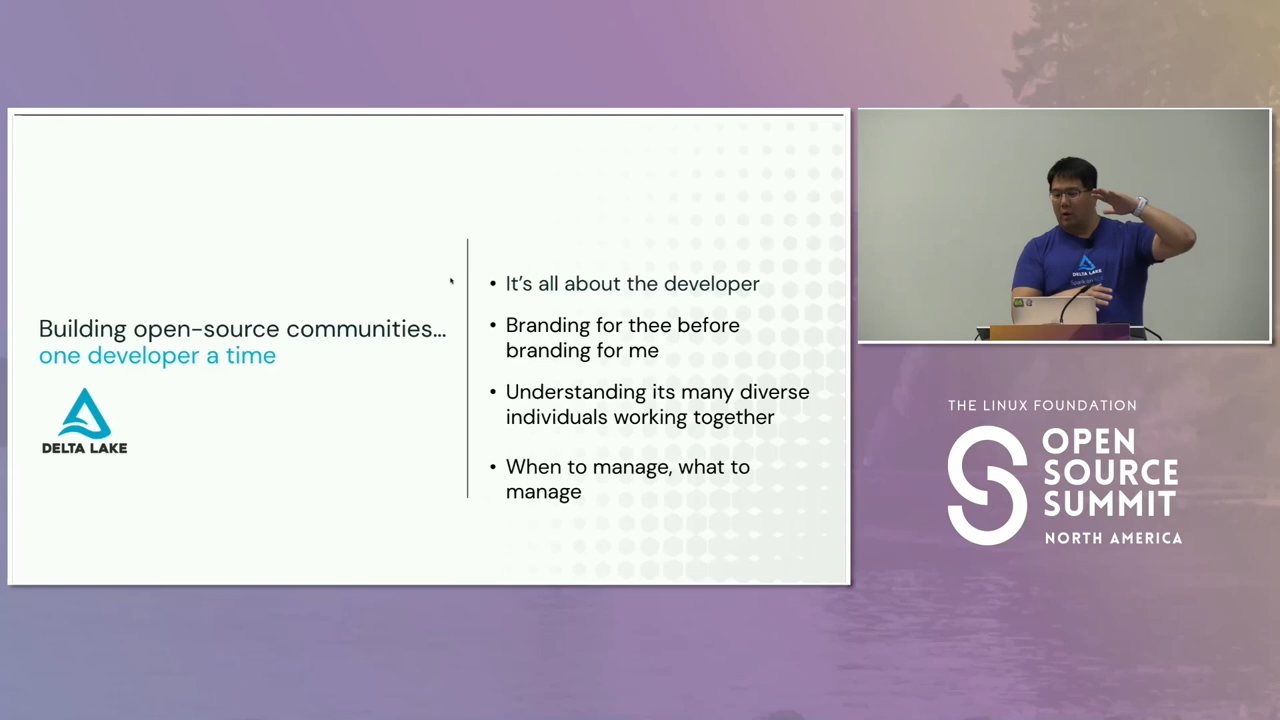 Building open-source communities...
one developer a time
DELTA LAKE
• It's all about the developer
• Branding for thee before
branding for me
• Understanding its many diverse
individuals working together
• When to manage, what to
manage
DELTA LAKE
THE LINUX FOUNDATION
OPEN
SOURCE
SUMMIT
NORTH AMERICA